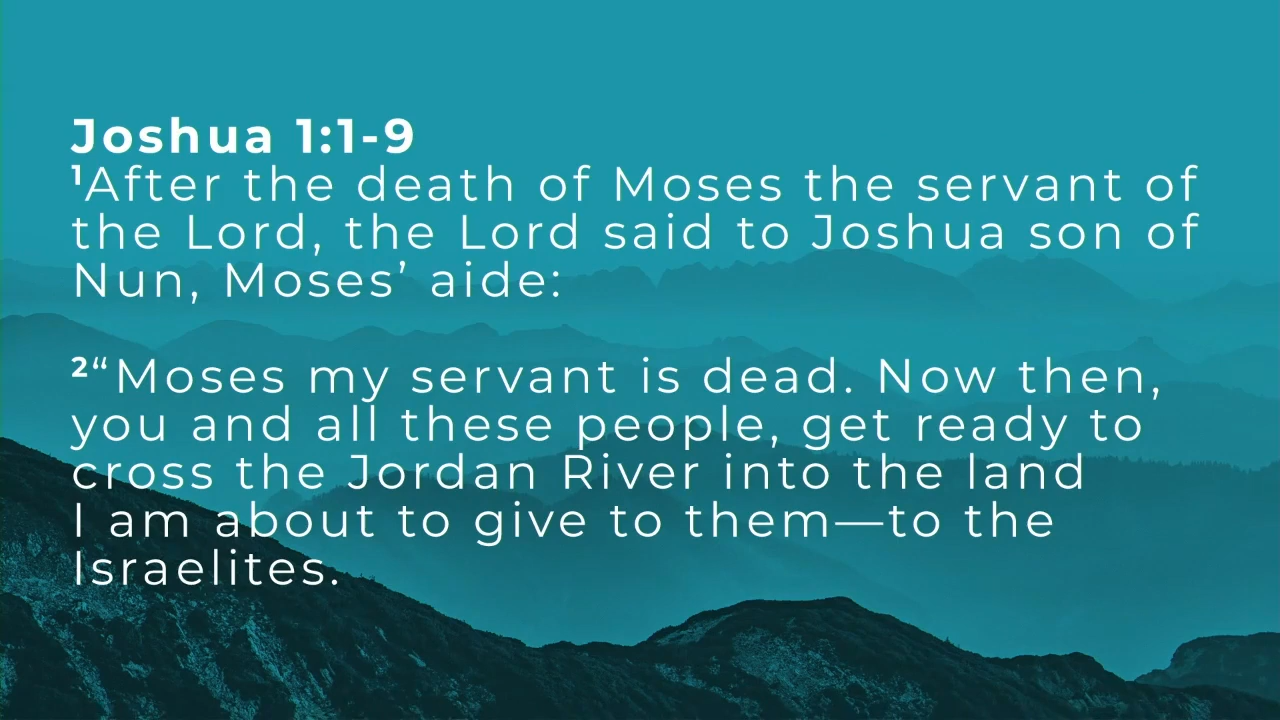 Joshua 1:1-9
¹After the death of Moses the servant of
the Lord, the Lord said to Joshua son of
Nun, Moses’ aide:
²“Moses my servant is dead. Now then,
you and all these people, get ready to
cross the Jordan River into the land
I am about to give to them—to the
Israelites.